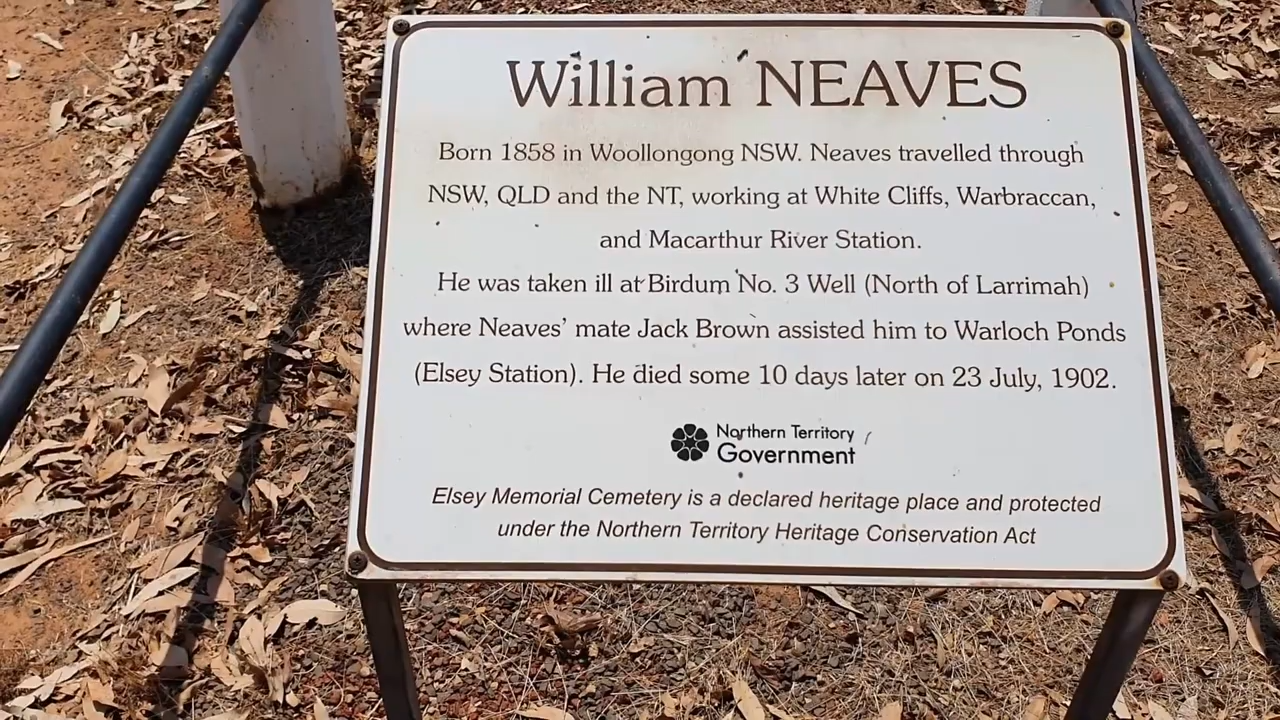 William NEAVES
Born 1858 in Woollongong NSW. Neaves travelled through
NSW, QLD and the NT, working at White Cliffs, Warbraccan,
and Macarthur River Station.
He was taken ill at Birdum No. 3 Well (North of Larrimah)
where Neaves' mate Jack Brown assisted him to Warloch Ponds
(Elsey Station). He died some 10 days later on 23 July, 1902.
Northern Territory
Government
Elsey Memorial Cemetery is a declared heritage place and protected
under the Northern Territory Heritage Conservation Act